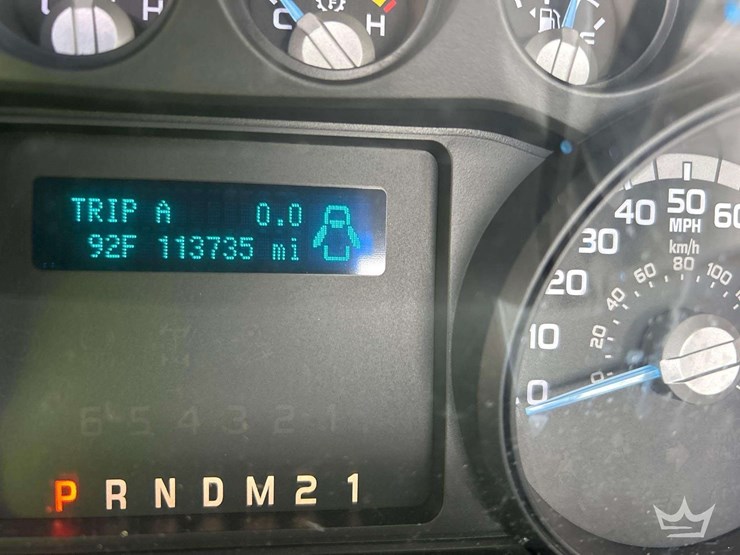 H
C H
E
TRIP A 0.0
92F 113735 mi
0 10 20 30 40 50 60
MPH
km/h
0 20 40 60 80 100
6 5 4 3 2 1
P R N D M 2 1